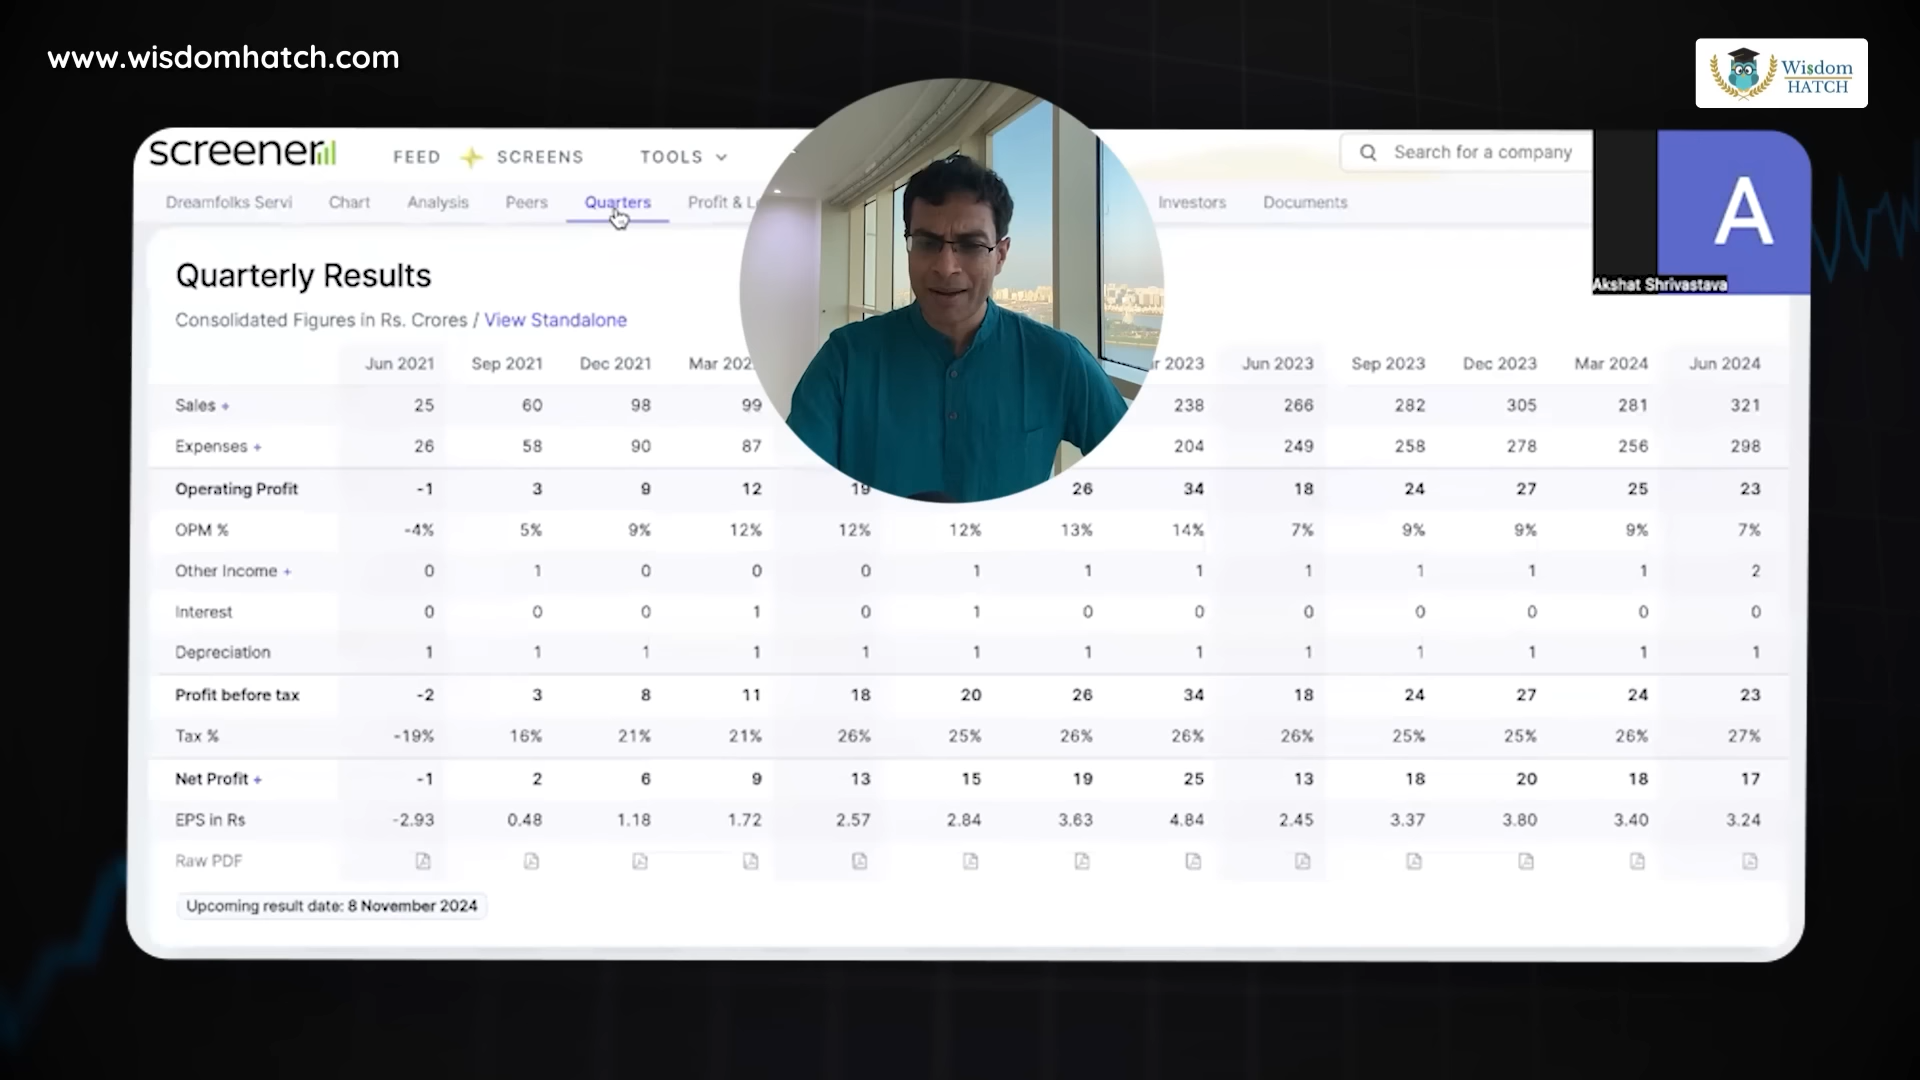 www.wisdomhatch.com
Wisdom
HATCH
screener
FEED SCREENS TOOLS
Search for a company
A
Akshat Shrivastava
Dreamfolks Servi Chart Analysis Peers Quarters Profit & L Investors Documents
Quarterly Results
Consolidated Figures in Rs. Crores / View Standalone
Jun 2021 Sep 2021 Dec 2021 Mar 202 2023 Jun 2023 Sep 2023 Dec 2023 Mar 2024 Jun 2024
Sales + 25 60 98 99 238 266 282 305 281 321
Expenses + 26 58 90 87 204 249 258 278 256 298
Operating Profit -1 3 9 12 19 26 34 18 24 27 25 23
OPM % -4% 5% 9% 12% 12% 12% 13% 14% 7% 9% 9% 9% 7%
Other Income + 0 1 0 0 0 1 1 1 1 1 1 1 2
Interest 0 0 0 1 0 1 0 0 0 0 0 0 0
Depreciation 1 1 1 1 1 1 1 1 1 1 1 1 1
Profit before tax -2 3 8 11 18 20 26 34 18 24 27 24 23
Tax % -19% 16% 21% 21% 26% 25% 26% 26% 26% 25% 25% 26% 27%
Net Profit + -1 2 6 9 13 15 19 25 13 18 20 18 17
EPS in Rs -2.93 0.48 1.18 1.72 2.57 2.84 3.63 4.84 2.45 3.37 3.80 3.40 3.24
Raw PDF
Upcoming result date: 8 November 2024